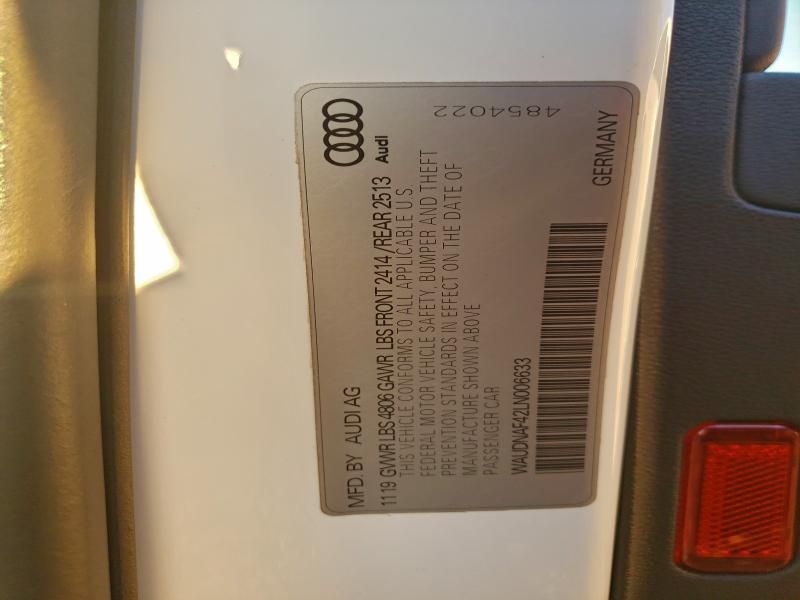 4854022
MFD. BY AUDI AG
Audi
1119 GVWR LBS 4806 GAWR LBS FRONT 2414 /REAR 2513
THIS VEHICLE CONFORMS TO ALL APPLICABLE U.S.
FEDERAL MOTOR VEHICLE SAFETY, BUMPER AND THEFT
PREVENTION STANDARDS IN EFFECT ON THE DATE OF
MANUFACTURE SHOWN ABOVE
PASSENGER CAR
WAUDNAF42LN006633
GERMANY